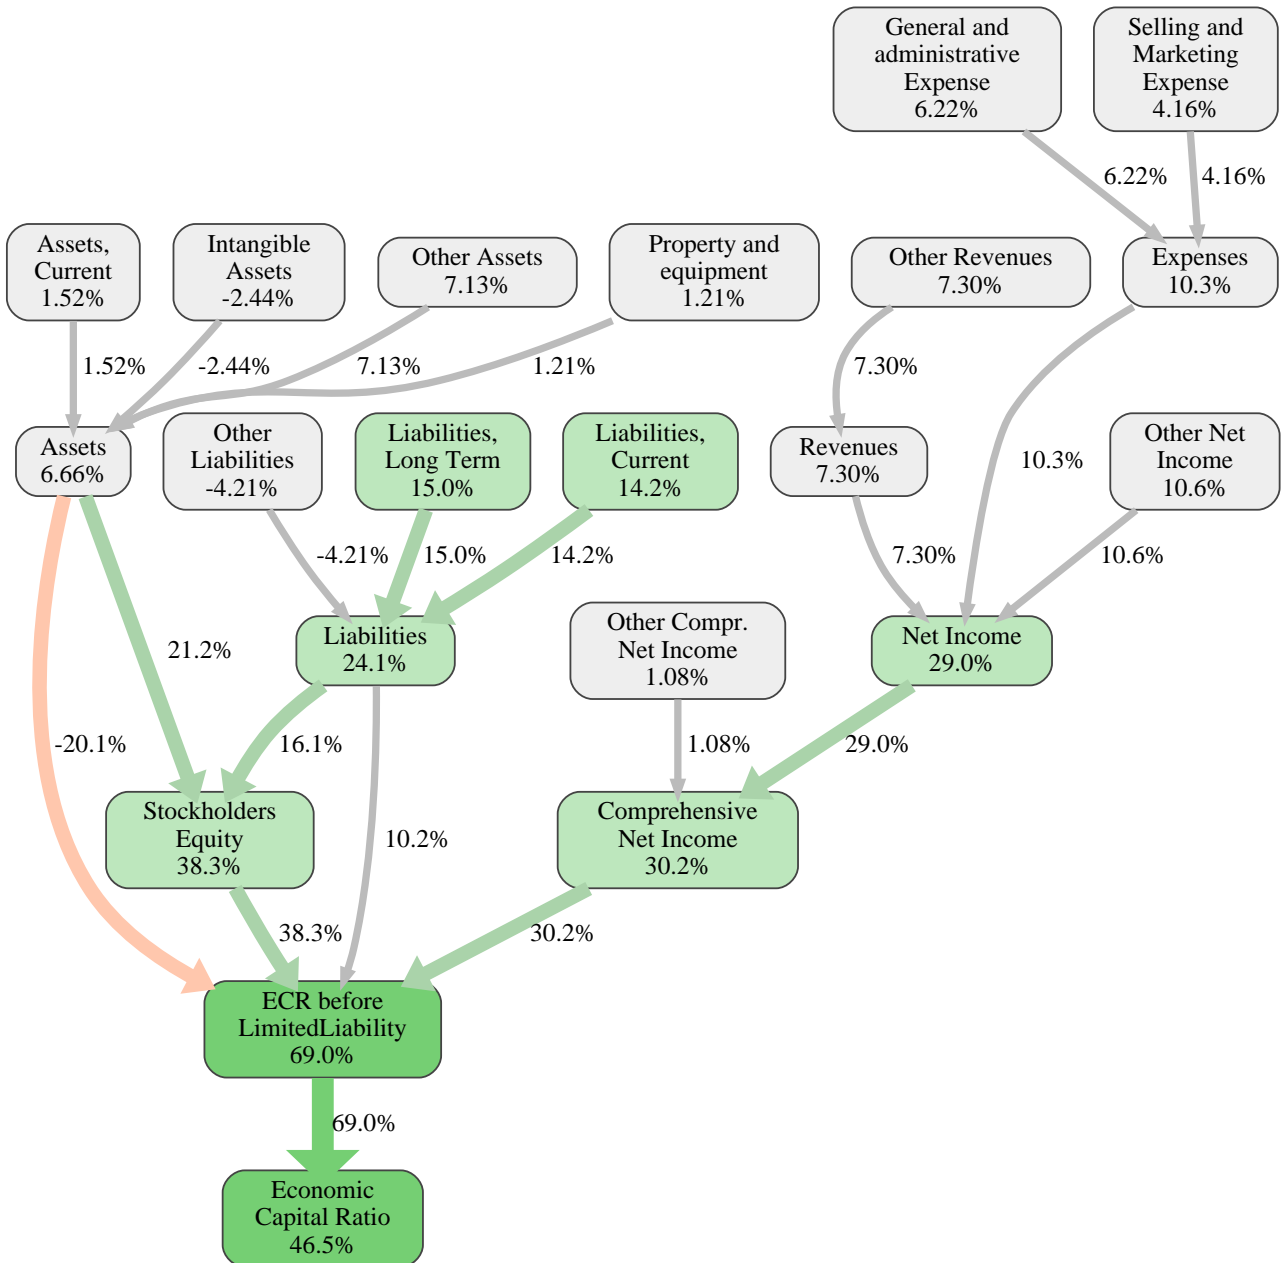 General and
administrative
Expense
6.22%
Selling and
Marketing
Expense
4.16%
6.22%
4.16%
Assets,
Current
1.52%
Intangible
Assets
-2.44%
Other Assets
7.13%
Property and
equipment
1.21%
Other Revenues
7.30%
Expenses
10.3%
1.52%
-2.44%
7.13%
1.21%
7.30%
Assets
6.66%
Other
Liabilities
-4.21%
Liabilities,
Long Term
15.0%
Liabilities,
Current
14.2%
Revenues
7.30%
10.3%
Other Net
Income
10.6%
-4.21%
15.0%
14.2%
7.30%
10.6%
21.2%
Liabilities
24.1%
Other Compr.
Net Income
1.08%
Net Income
29.0%
-20.1%
16.1%
1.08%
29.0%
Stockholders
Equity
38.3%
10.2%
Comprehensive
Net Income
30.2%
38.3%
30.2%
ECR before
LimitedLiability
69.0%
69.0%
Economic
Capital Ratio
46.5%